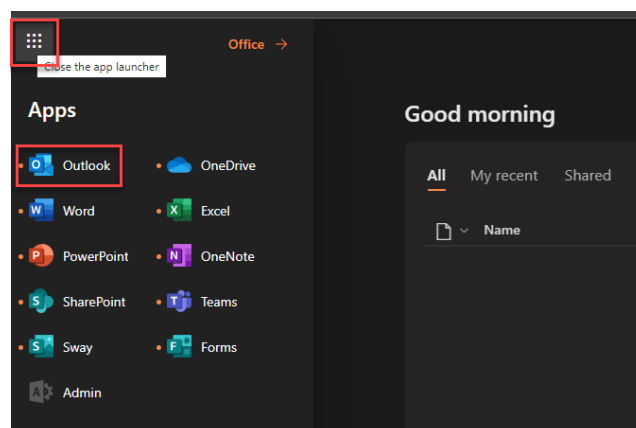 Office →
Close the app launcher
Apps
Good morning
Outlook
OneDrive
All
My recent
Shared
Word
Excel
Name
PowerPoint
OneNote
SharePoint
Teams
Sway
Forms
Admin